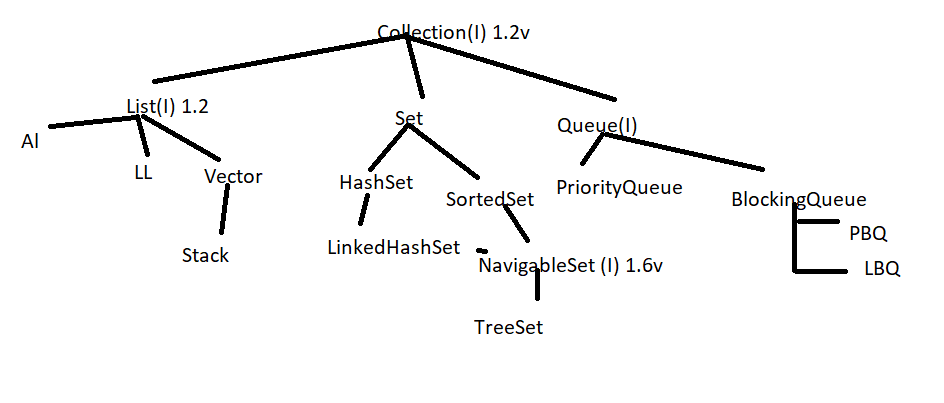 Collection(I) 1.2v
List(I) 1.2
Set
Queue(I)
Al
LL
Vector
HashSet
SortedSet
PriorityQueue
BlockingQueue
PBQ
Stack
LinkedHashSet
NavigableSet (I) 1.6v
LBQ
TreeSet